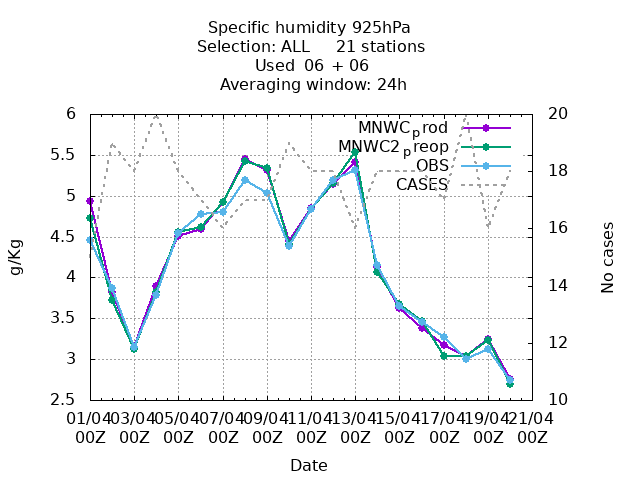 Specific humidity 925hPa
Selection: ALL     21 stations
Used  06 + 06
Averaging window: 24h
MNWCprod
MNWC2preop
OBS
CASES
g/Kg
6
5.5
5
4.5
4
3.5
3
2.5
20
18
16
14
12
10
No cases
01/04 03/04 05/04 07/04 09/04 11/04 13/04 15/04 17/04 19/04 21/04
00Z 00Z 00Z 00Z 00Z 00Z 00Z 00Z 00Z 00Z 00Z
Date